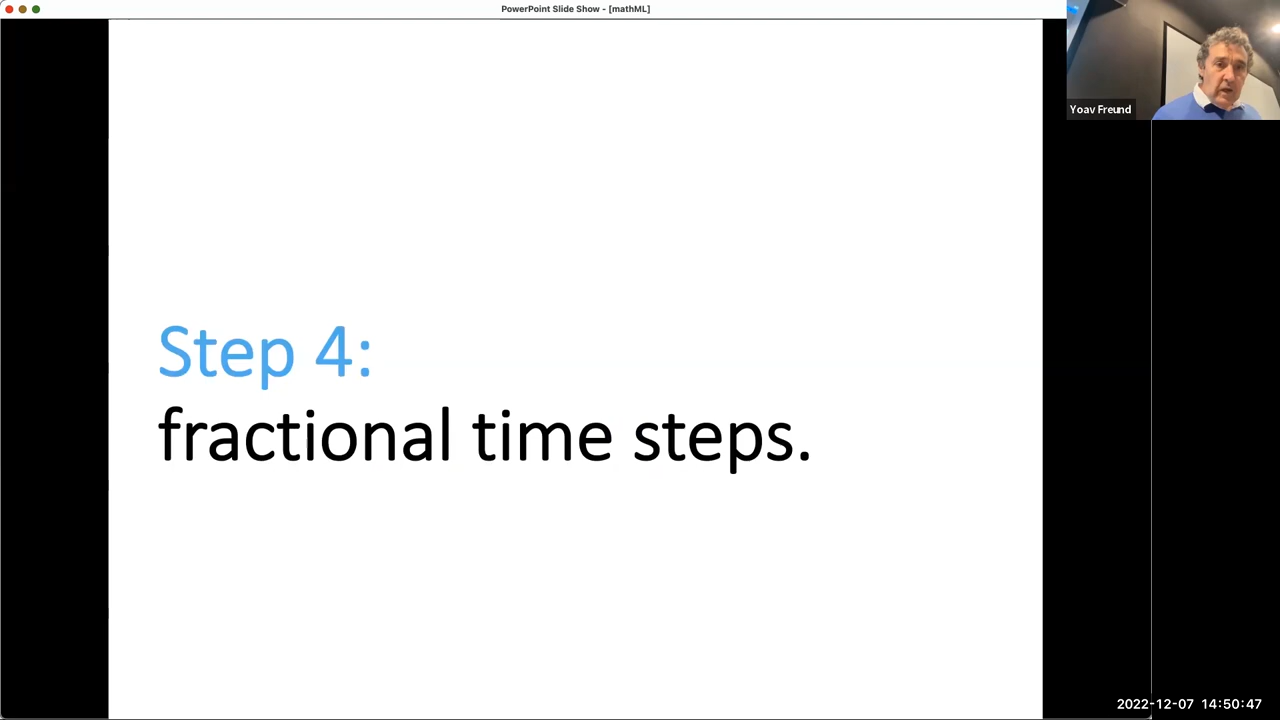 PowerPoint Slide Show - [mathML]
Yoav Freund
Step 4:
fractional time steps.
2022-12-07 14:50:47